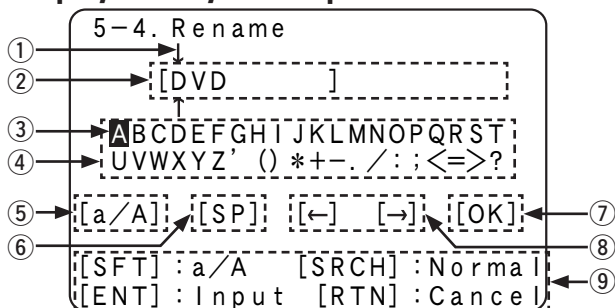 5-4. Rename
①
② [DVD ]
③ ABCDEFGHIJKLMNOPQRST
④ UVWXYZ' ()*+-./:;<=>?
⑤ [a/A] [SP] [←] [→] [OK] ⑦
⑥ ⑧
[SFT]:a/A [SRCH]:Normal ⑨
[ENT]:Input [RTN]:Cancel